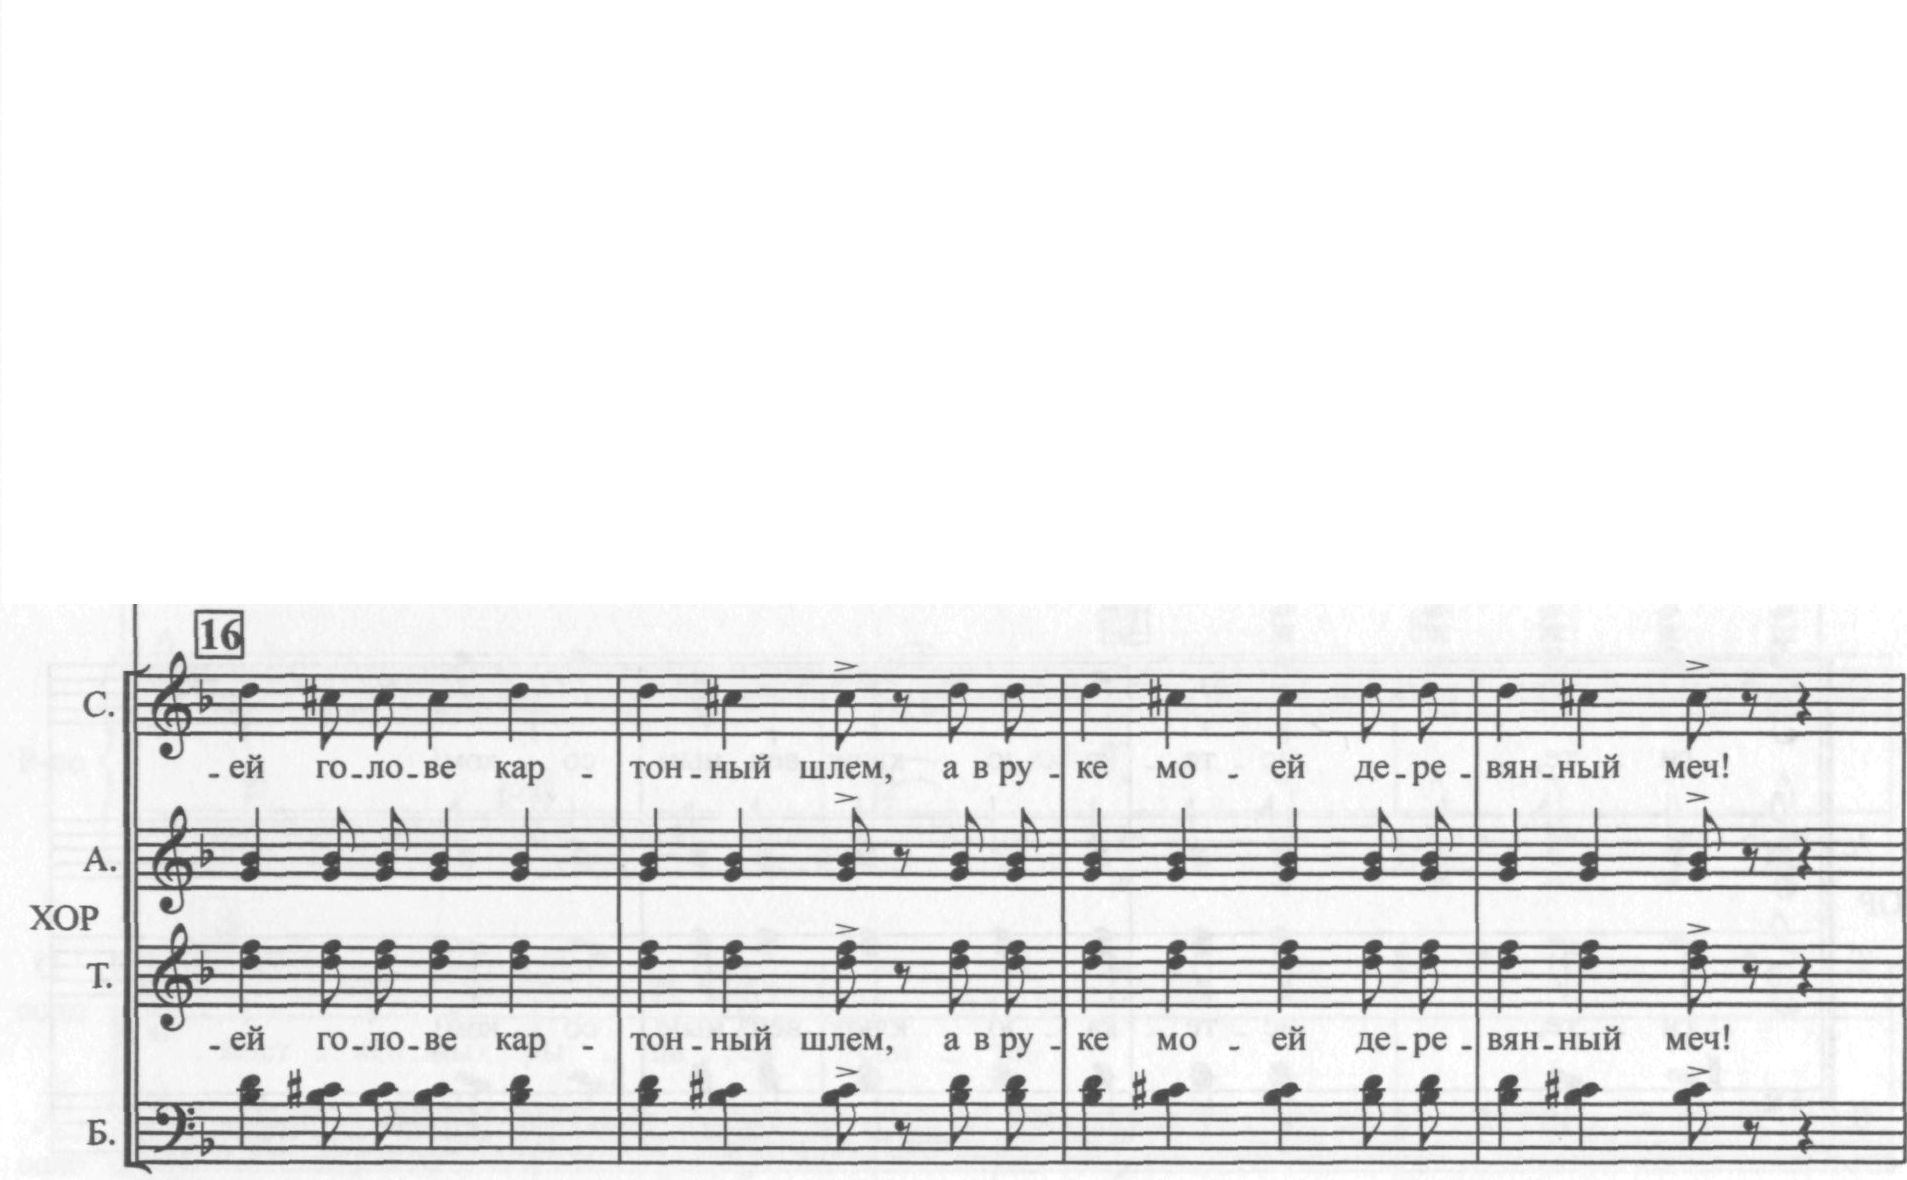 16
С.
- ей го-ло-ве кар - тон-ный шлем, а в ру - ке мо - ей де-ре - вян-ный меч!
А.
ХОР
Т.
- ей го-ло-ве кар - тон-ный шлем, а в ру - ке мо - ей де-ре - вян-ный меч!
Б.